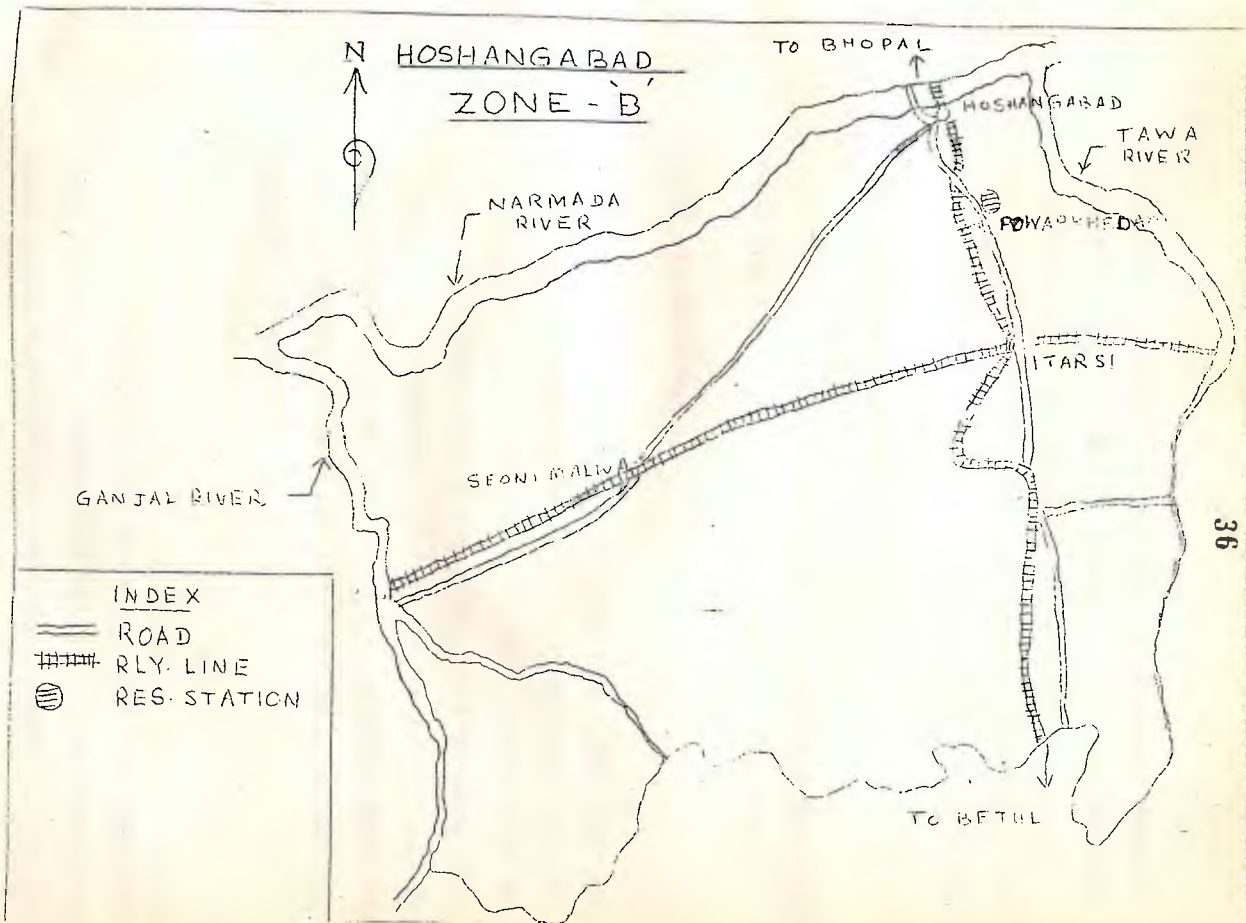 N
HOSHANGABAD
ZONE - 'B'
TO BHOPAL
HOSHANGABAD
TAWA
RIVER
NARMADA
RIVER
ITARSI
SEONI MALWA
GANJAL RIVER
36
INDEX
ROAD
RLY. LINE
RES. STATION
TO BETUL